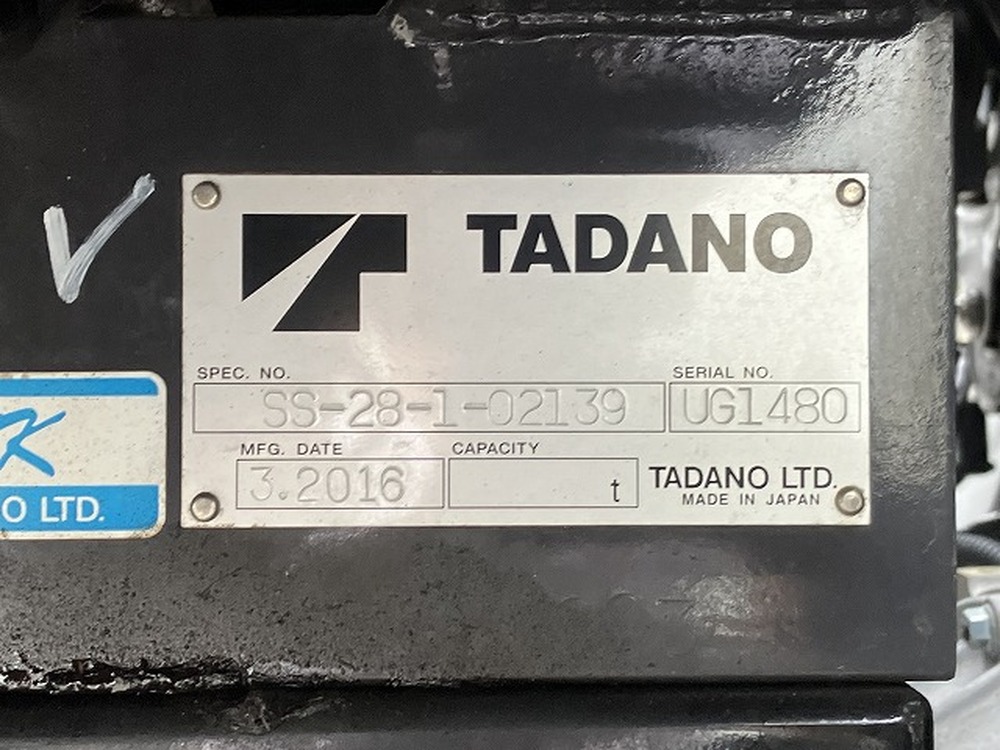 TADANO
SPEC. NO.
SERIAL NO.
SS-28-1-02139
UG1480
MFG. DATE
CAPACITY
3.2016
t
TADANO LTD.
MADE IN JAPAN
K
O LTD.